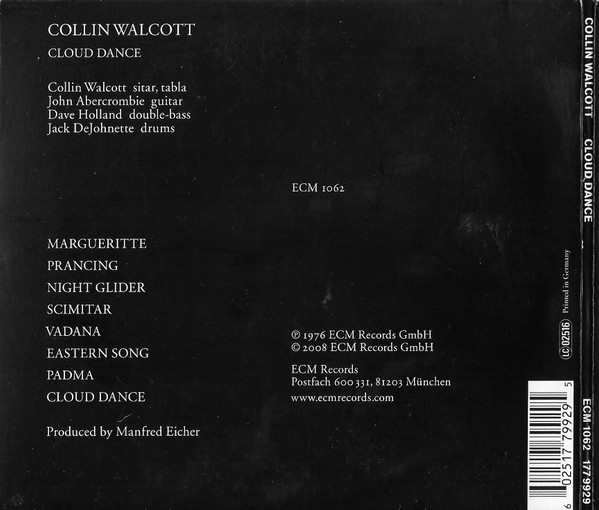 COLLIN WALCOTT
CLOUD DANCE
Collin Walcott sitar, tabla
John Abercrombie guitar
Dave Holland double-bass
Jack DeJohnette drums
ECM 1062
MARGUERITTE
PRANCING
NIGHT GLIDER
SCIMITAR
VADANA
EASTERN SONG
PADMA
CLOUD DANCE
Produced by Manfred Eicher
℗ 1976 ECM Records GmbH
© 2008 ECM Records GmbH
ECM Records
Postfach 600 331, 81203 München
www.ecmrecords.com
Printed in Germany
LC 02516
6 02517 79929 5
COLLIN WALCOTT CLOUD DANCE ECM 1062 177 9929